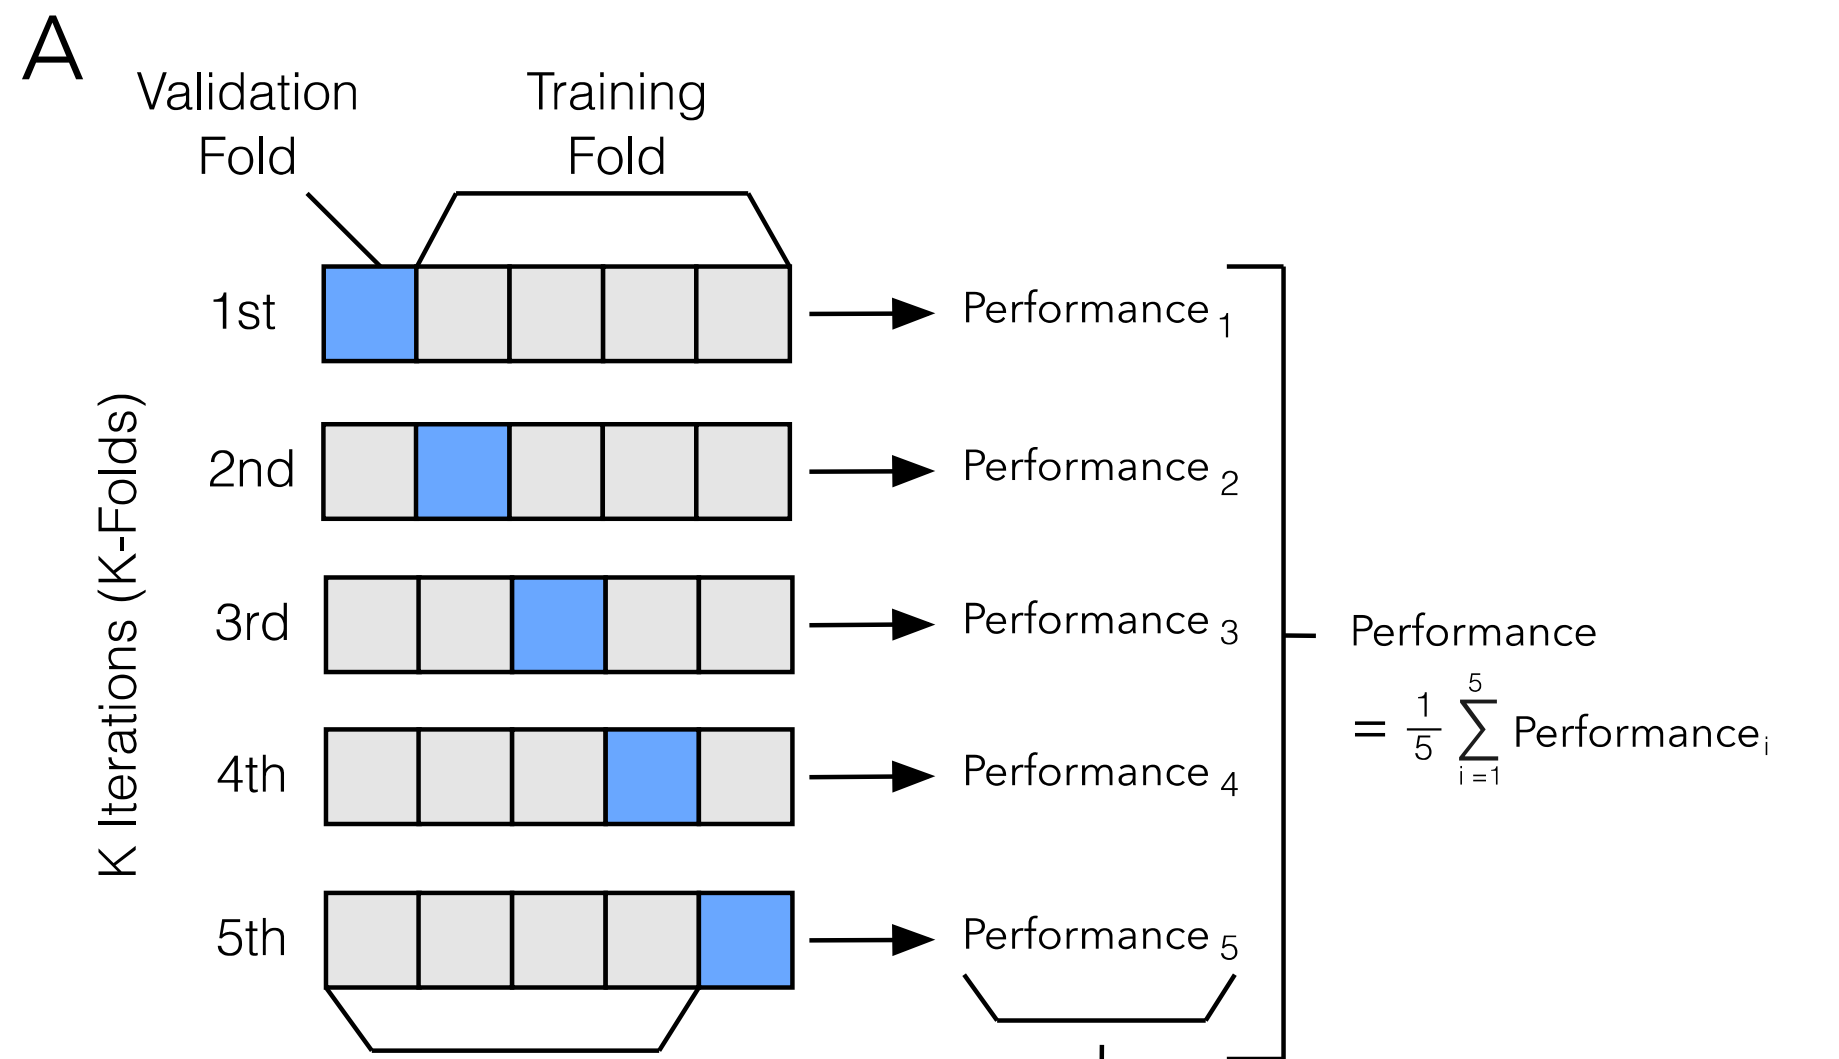 A
Validation
Fold
Training
Fold
K Iterations (K-Folds)
1st
Performance 1
2nd
Performance 2
3rd
Performance 3
4th
Performance 4
5th
Performance 5
Performance
= 1/5 5∑i=1 Performancei